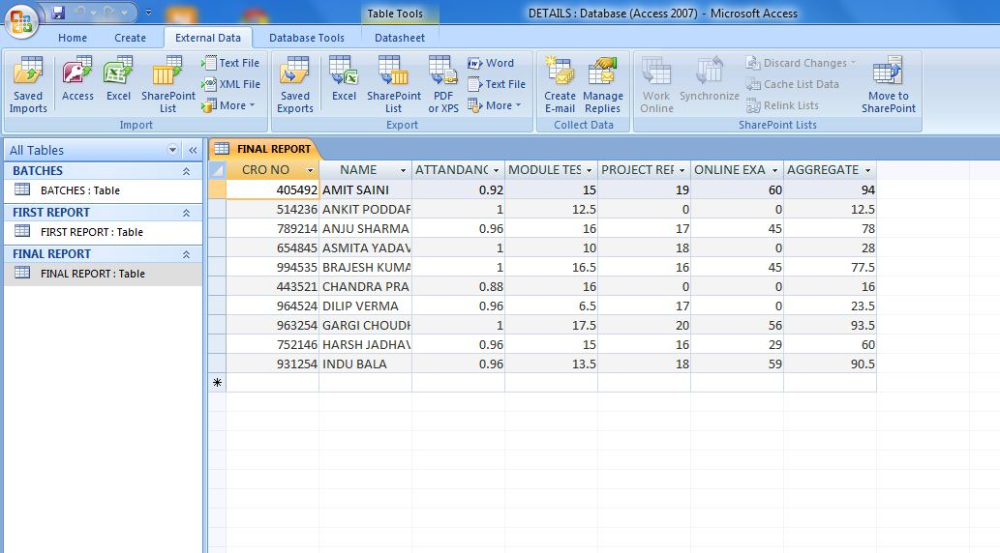 Table Tools DETAILS : Database (Access 2007) - Microsoft Access
Home Create External Data Database Tools Datasheet
Saved Imports Access Excel SharePoint List Text File XML File More
Saved Exports Excel SharePoint List PDF or XPS Word Text File More
Create E-mail Manage Replies
Work Online Synchronize Discard Changes Cache List Data Relink Lists Move to SharePoint
Import Export Collect Data SharePoint Lists
All Tables «
BATCHES
BATCHES : Table
FIRST REPORT
FIRST REPORT : Table
FINAL REPORT
FINAL REPORT : Table
FINAL REPORT
CRO NO NAME ATTANDANC MODULE TES PROJECT REF ONLINE EXA AGGREGATE
405492 AMIT SAINI 0.92 15 19 60 94
514236 ANKIT PODDAR 1 12.5 0 0 12.5
789214 ANJU SHARMA 0.96 16 17 45 78
654845 ASMITA YADAV 1 10 18 0 28
994535 BRAJESH KUMA 1 16.5 16 45 77.5
443521 CHANDRA PRA 0.88 16 0 0 16
964524 DILIP VERMA 0.96 6.5 17 0 23.5
963254 GARGI CHOUDH 1 17.5 20 56 93.5
752146 HARSH JADHAV 0.96 15 16 29 60
931254 INDU BALA 0.96 13.5 18 59 90.5